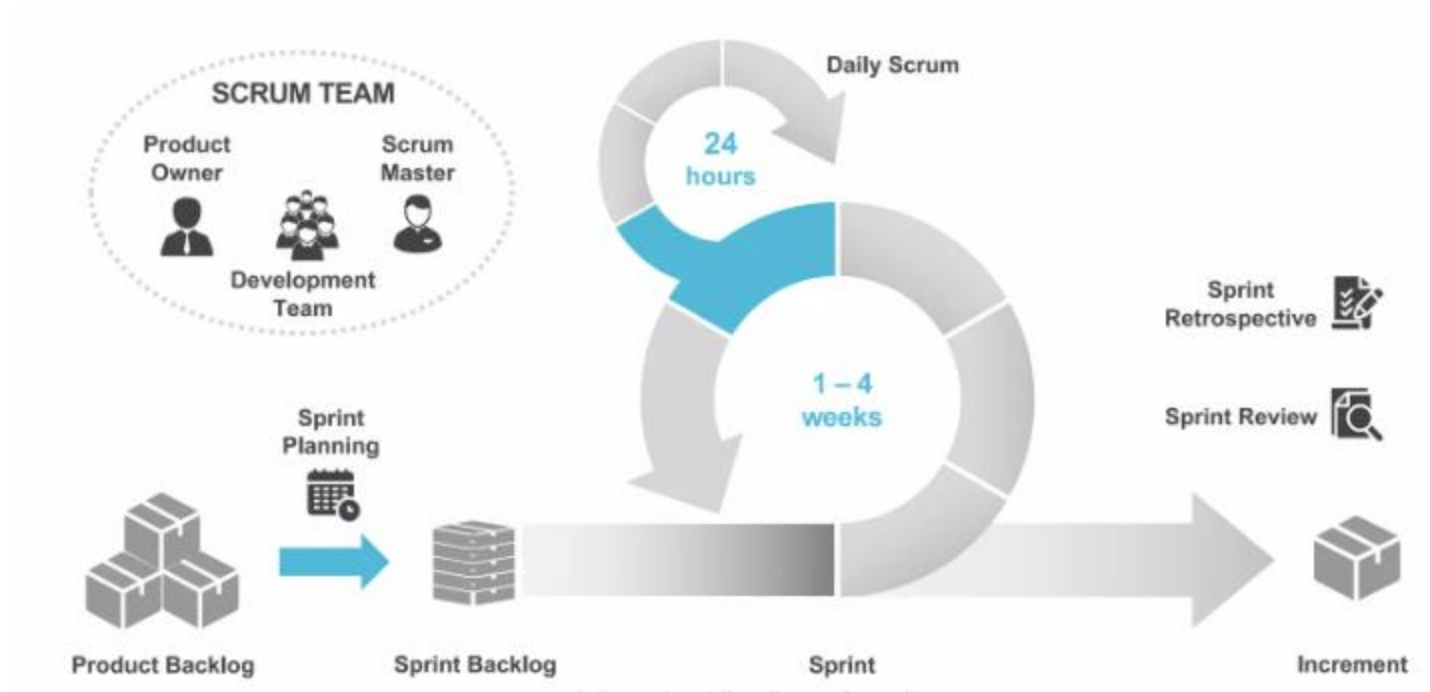 SCRUM TEAM
Product
Owner
Scrum
Master
Development
Team
Daily Scrum
24
hours
1 – 4
weeks
Sprint
Planning
Sprint
Retrospective
Sprint Review
Product Backlog
Sprint Backlog
Sprint
Increment